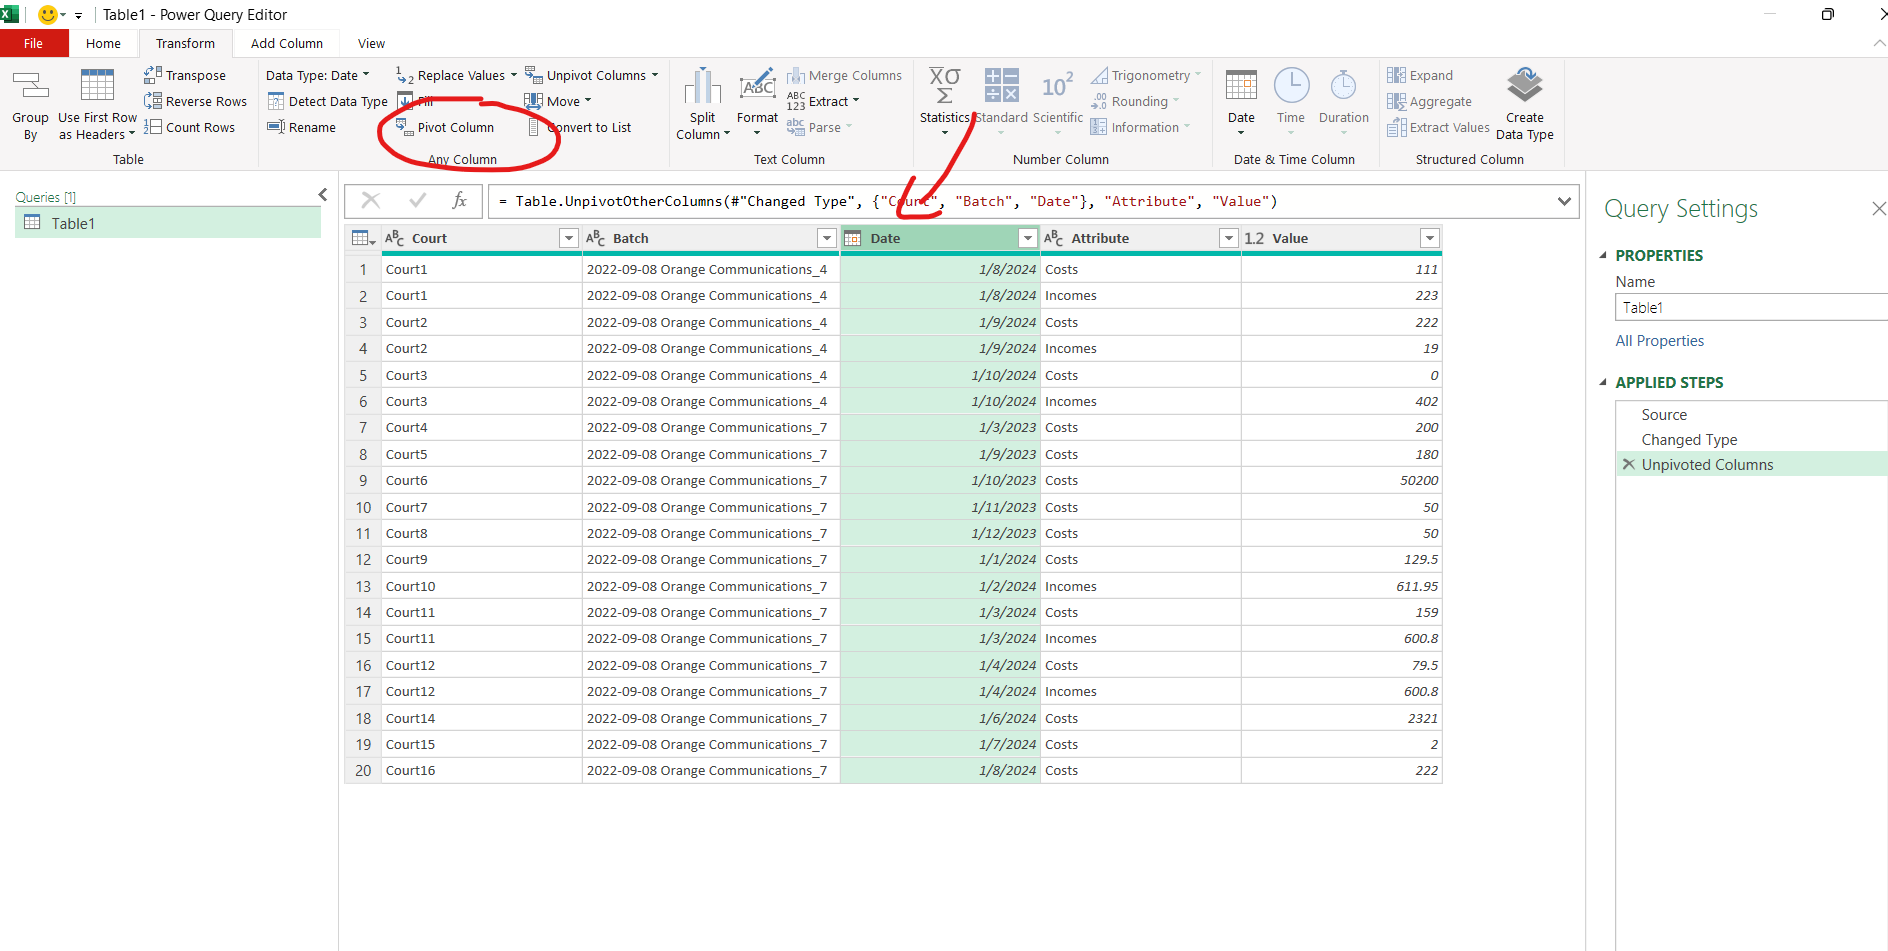 Table1 - Power Query Editor
File Home Transform Add Column View
Group By
Use First Row as Headers
Transpose
Reverse Rows
Count Rows
Table
Data Type: Date
Detect Data Type
Rename
Replace Values
Fill
Pivot Column
Unpivot Columns
Move
Convert to List
Any Column
Split Column
Format
ABC
Merge Columns
ABC 123 Extract
abc Parse
Text Column
XΣσ Statistics
Standard
10² Scientific
Trigonometry
.00 Rounding
Information
Number Column
Date
Time
Duration
Date & Time Column
Expand
Aggregate
Extract Values
Create Data Type
Structured Column
Queries [1]
Table1
fx = Table.UnpivotOtherColumns(#"Changed Type", {"Court", "Batch", "Date"}, "Attribute", "Value")
ABC Court ABC Batch Date ABC Attribute 1.2 Value
1 Court1 2022-09-08 Orange Communications_4 1/8/2024 Costs 111
2 Court1 2022-09-08 Orange Communications_4 1/8/2024 Incomes 223
3 Court2 2022-09-08 Orange Communications_4 1/9/2024 Costs 222
4 Court2 2022-09-08 Orange Communications_4 1/9/2024 Incomes 19
5 Court3 2022-09-08 Orange Communications_4 1/10/2024 Costs 0
6 Court3 2022-09-08 Orange Communications_4 1/10/2024 Incomes 402
7 Court4 2022-09-08 Orange Communications_7 1/3/2023 Costs 200
8 Court5 2022-09-08 Orange Communications_7 1/9/2023 Costs 180
9 Court6 2022-09-08 Orange Communications_7 1/10/2023 Costs 50200
10 Court7 2022-09-08 Orange Communications_7 1/11/2023 Costs 50
11 Court8 2022-09-08 Orange Communications_7 1/12/2023 Costs 50
12 Court9 2022-09-08 Orange Communications_7 1/1/2024 Costs 129.5
13 Court10 2022-09-08 Orange Communications_7 1/2/2024 Incomes 611.95
14 Court11 2022-09-08 Orange Communications_7 1/3/2024 Costs 159
15 Court11 2022-09-08 Orange Communications_7 1/3/2024 Incomes 600.8
16 Court12 2022-09-08 Orange Communications_7 1/4/2024 Costs 79.5
17 Court12 2022-09-08 Orange Communications_7 1/4/2024 Incomes 600.8
18 Court14 2022-09-08 Orange Communications_7 1/6/2024 Costs 2321
19 Court15 2022-09-08 Orange Communications_7 1/7/2024 Costs 2
20 Court16 2022-09-08 Orange Communications_7 1/8/2024 Costs 222
Query Settings
PROPERTIES
Name
Table1
All Properties
APPLIED STEPS
Source
Changed Type
Unpivoted Columns